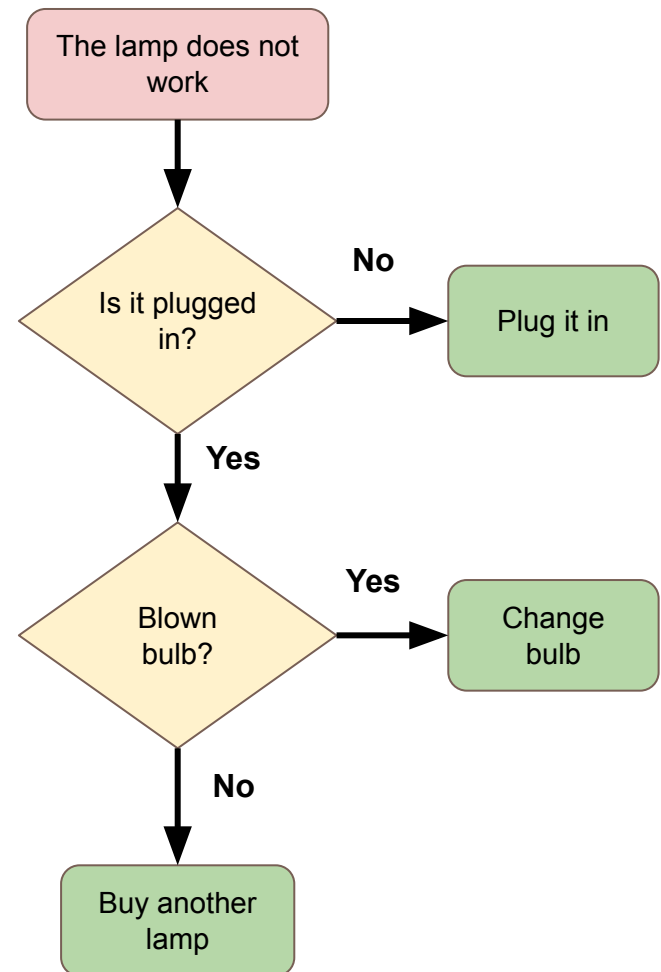 The lamp does not
work
Is it plugged
in?
No
Plug it in
Yes
Blown
bulb?
Yes
Change
bulb
No
Buy another
lamp